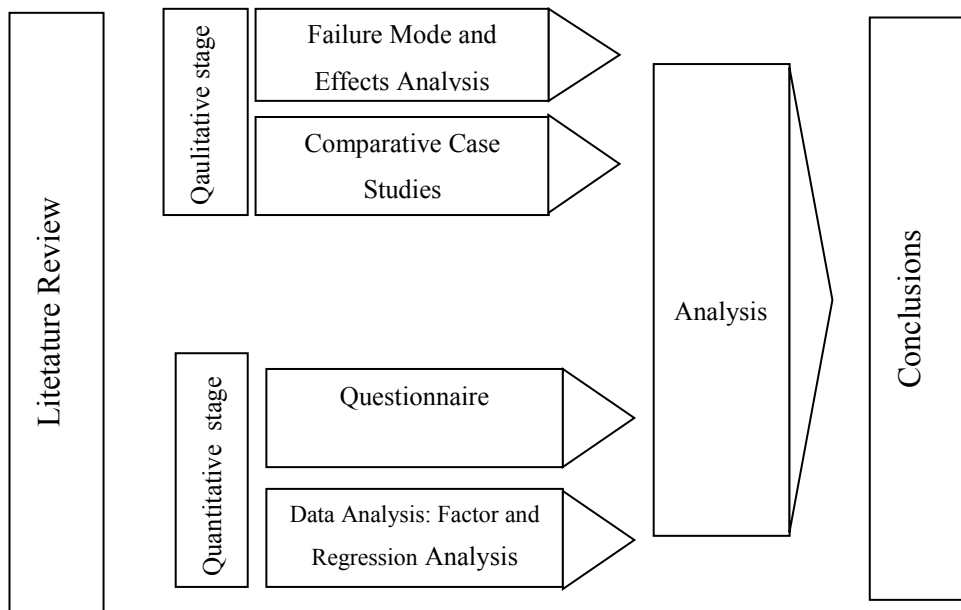 Litetature Review
Qaulitative stage
Failure Mode and
Effects Analysis
Comparative Case
Studies
Quantitative stage
Questionnaire
Data Analysis: Factor and
Regression Analysis
Analysis
Conclusions